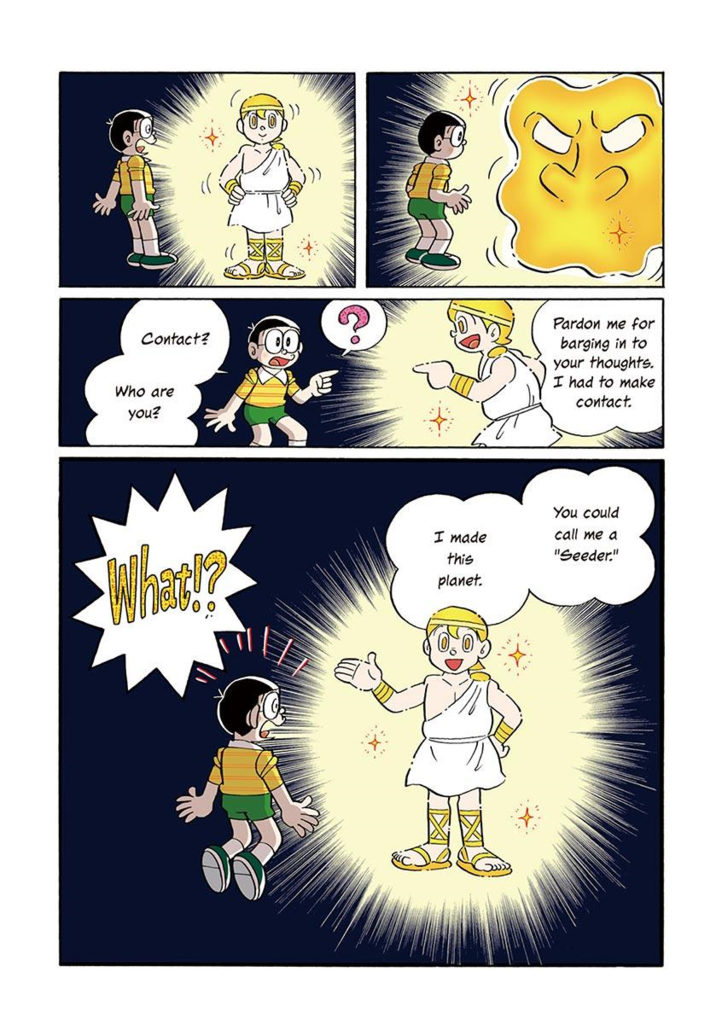 Pardon me for
barging in to
your thoughts.
I had to make
contact.
?
Contact?
Who are
you?
You could
call me a
"Seeder."
I made
this
planet.
What!?